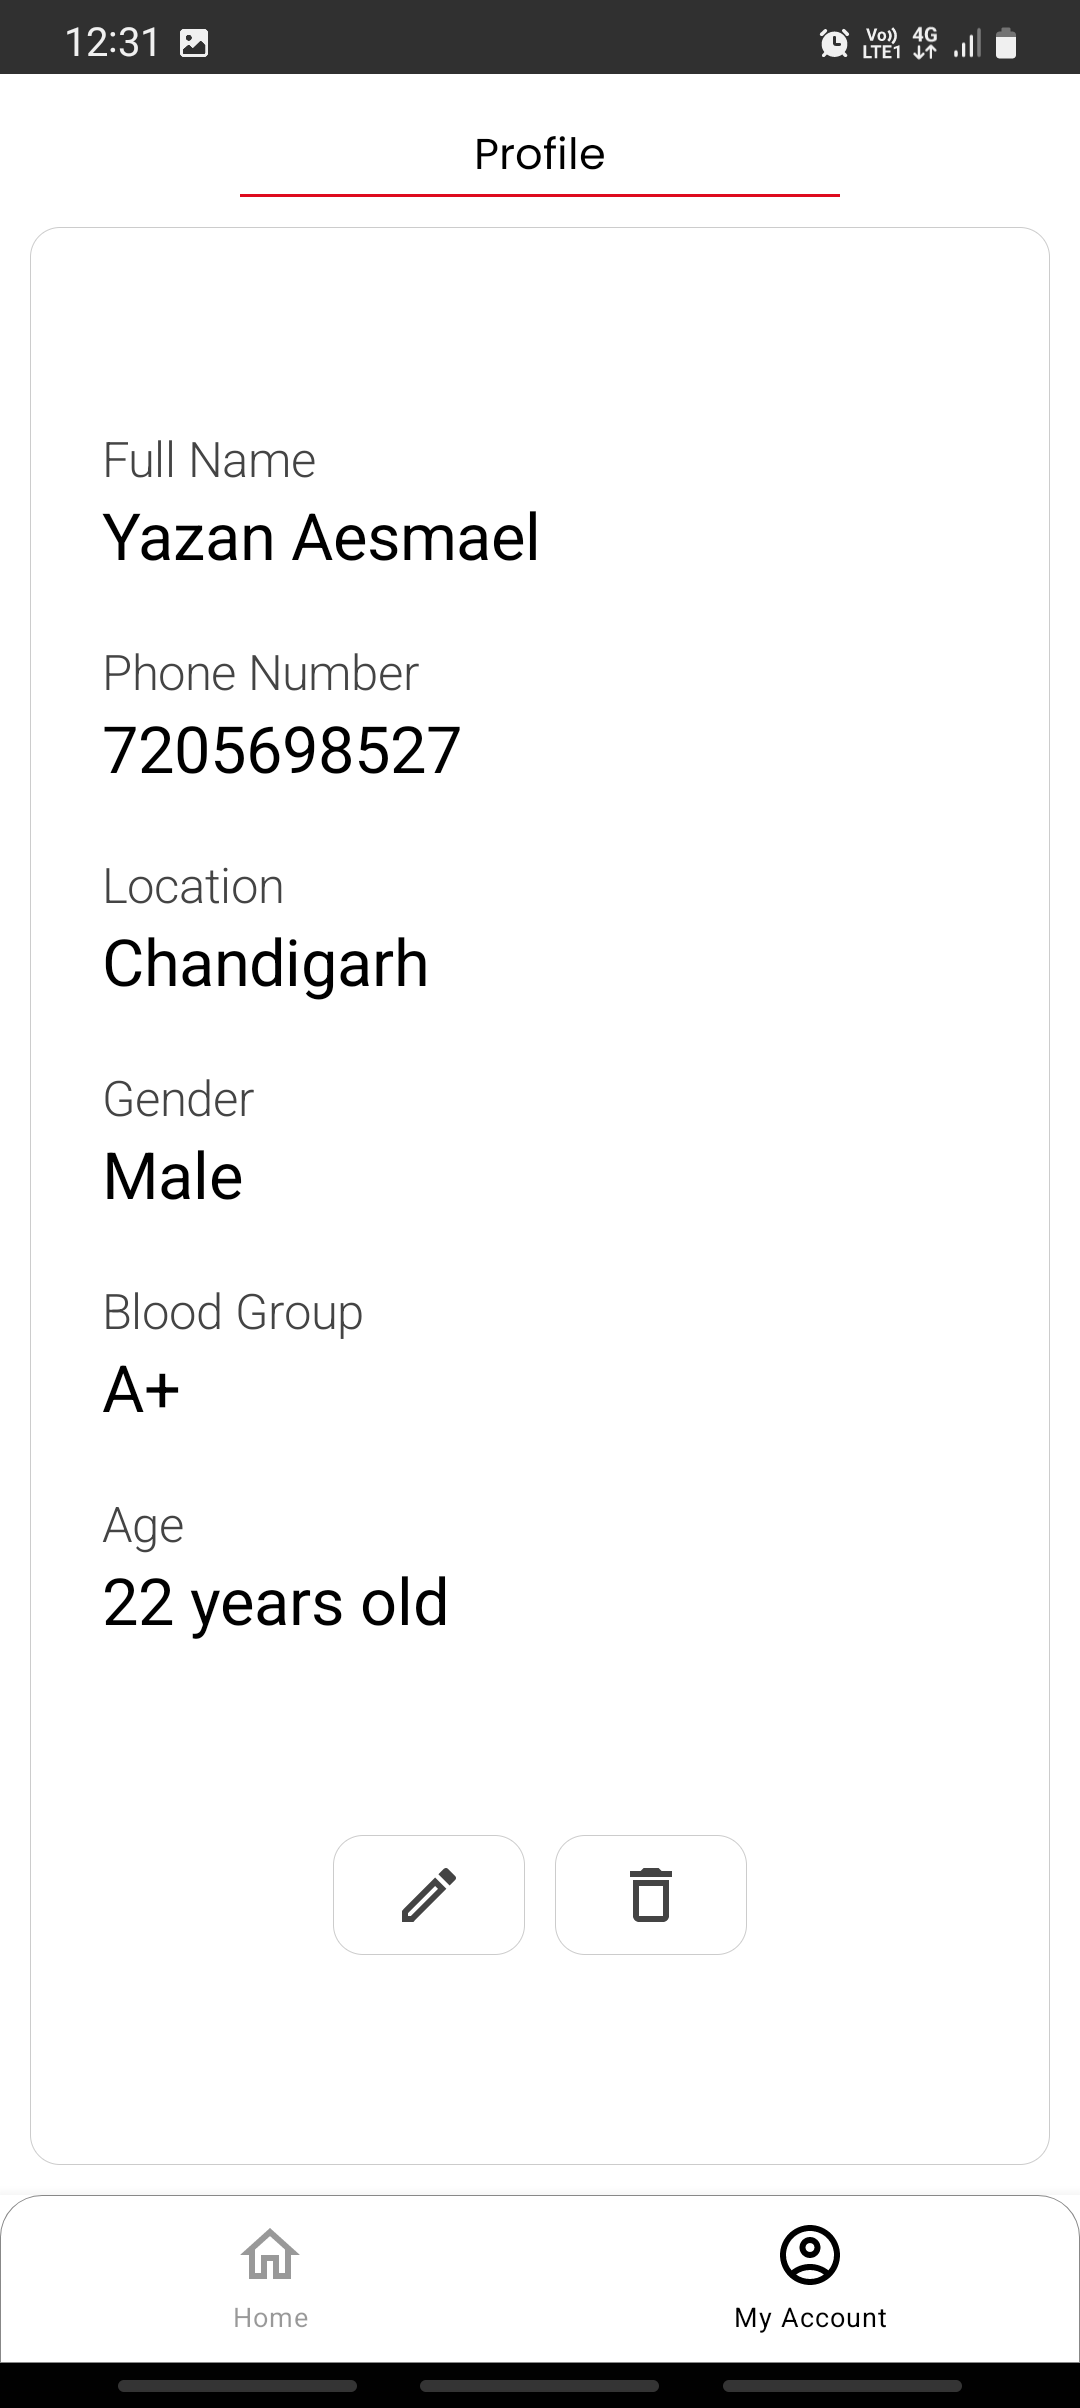 12:31
Vo)) 4G
LTE1
Profile
Full Name
Yazan Aesmael
Phone Number
7205698527
Location
Chandigarh
Gender
Male
Blood Group
A+
Age
22 years old
Home
My Account